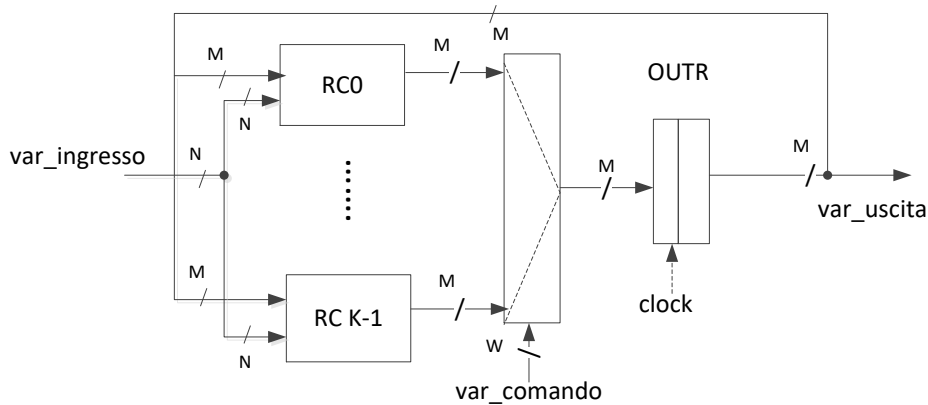 M
M
M
RC0
OUTR
N
var_ingresso
N
M
M
var_uscita
M
M
RC K-1
clock
N
W
var_comando